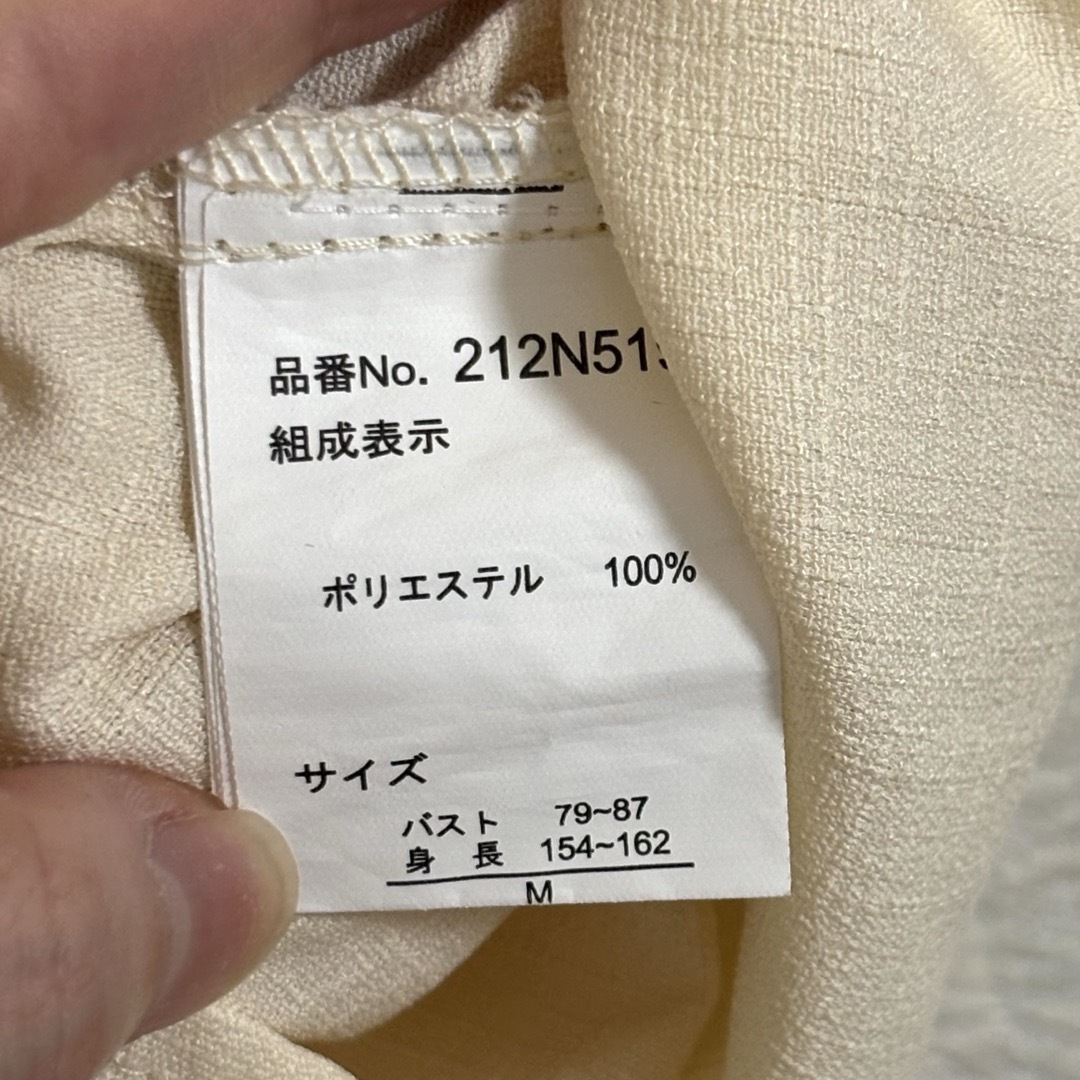 品番No.
組成表示
ポリエステル 100%
サイズ
バスト 79~87
身長 154~162
M